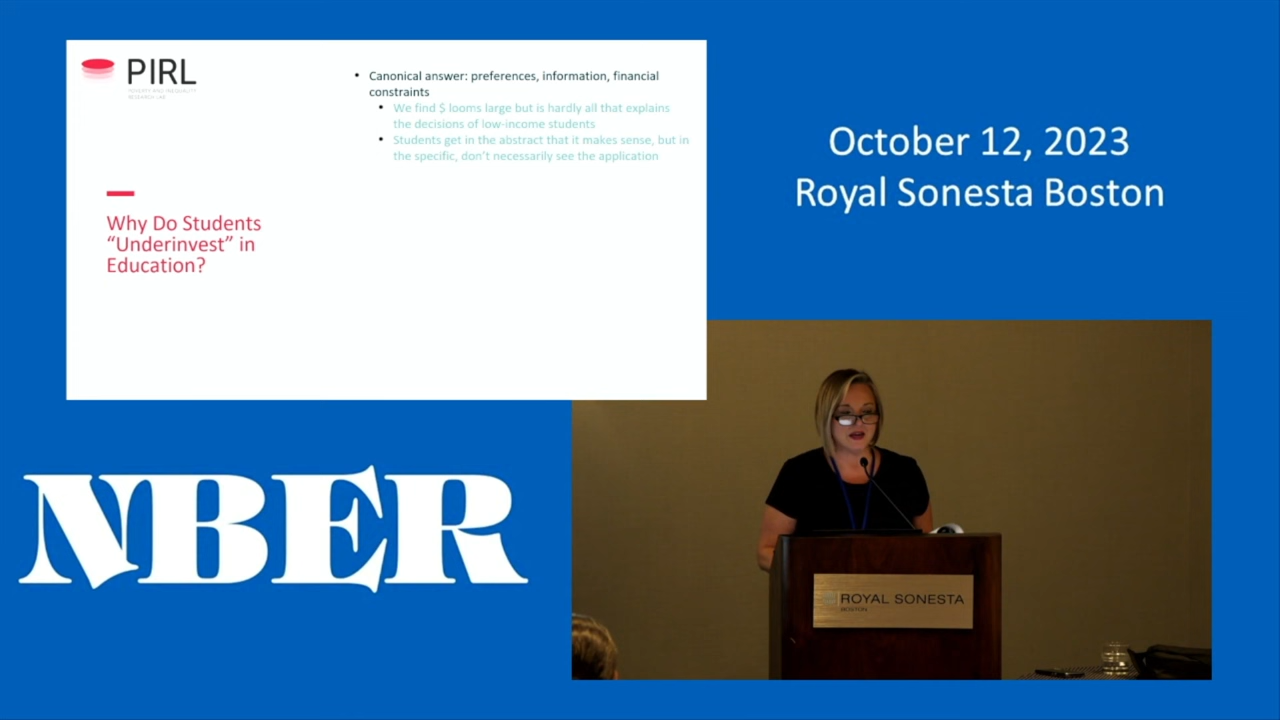 PIRL
POVERTY AND INEQUALITY
RESEARCH LAB
Why Do Students
“Underinvest” in
Education?
• Canonical answer: preferences, information, financial
constraints
• We find $ looms large but is hardly all that explains
the decisions of low-income students
• Students get in the abstract that it makes sense, but in
the specific, don’t necessarily see the application
October 12, 2023
Royal Sonesta Boston
NBER
ROYAL SONESTA
BOSTON